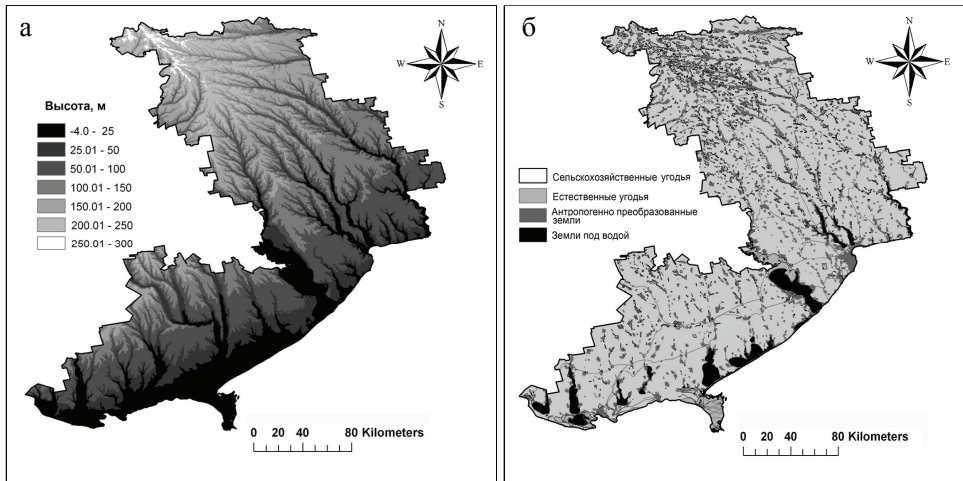 а
N
W E
S
Высота, м
-4.0 - 25
25.01 - 50
50.01 - 100
100.01 - 150
150.01 - 200
200.01 - 250
250.01 - 300
0 20 40 80 Kilometers
б
N
W E
S
Сельскохозяйственные угодья
Естественные угодья
Антропогенно преобразованные
земли
Земли под водой
0 20 40 80 Kilometers